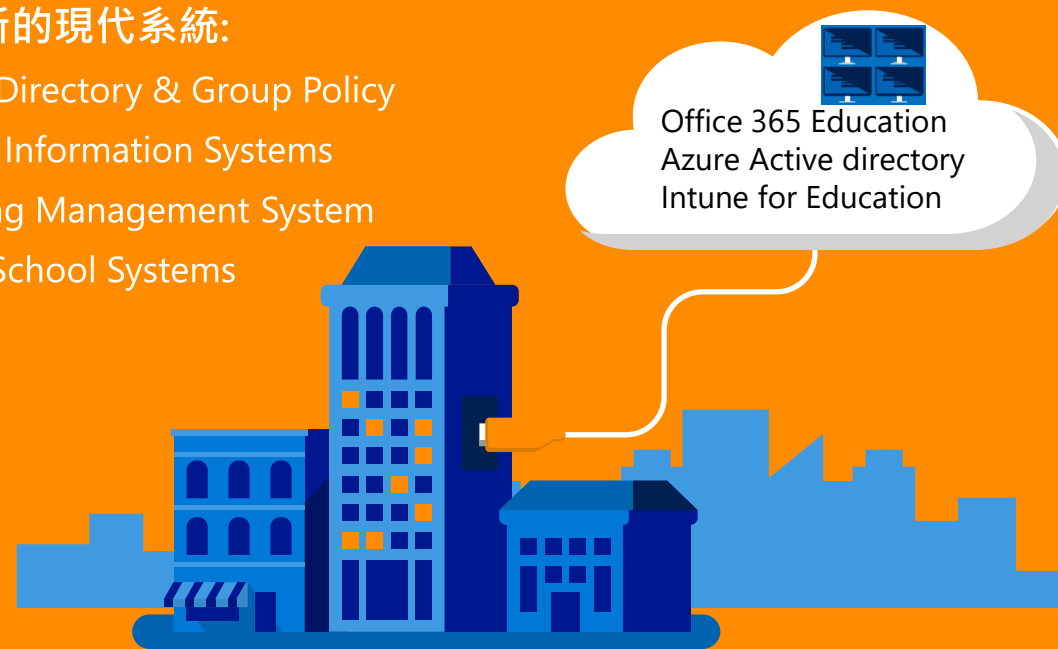 的現代系統:
Directory & Group Policy
Information Systems
Management System
School Systems
Office 365 Education
Azure Active directory
Intune for Education